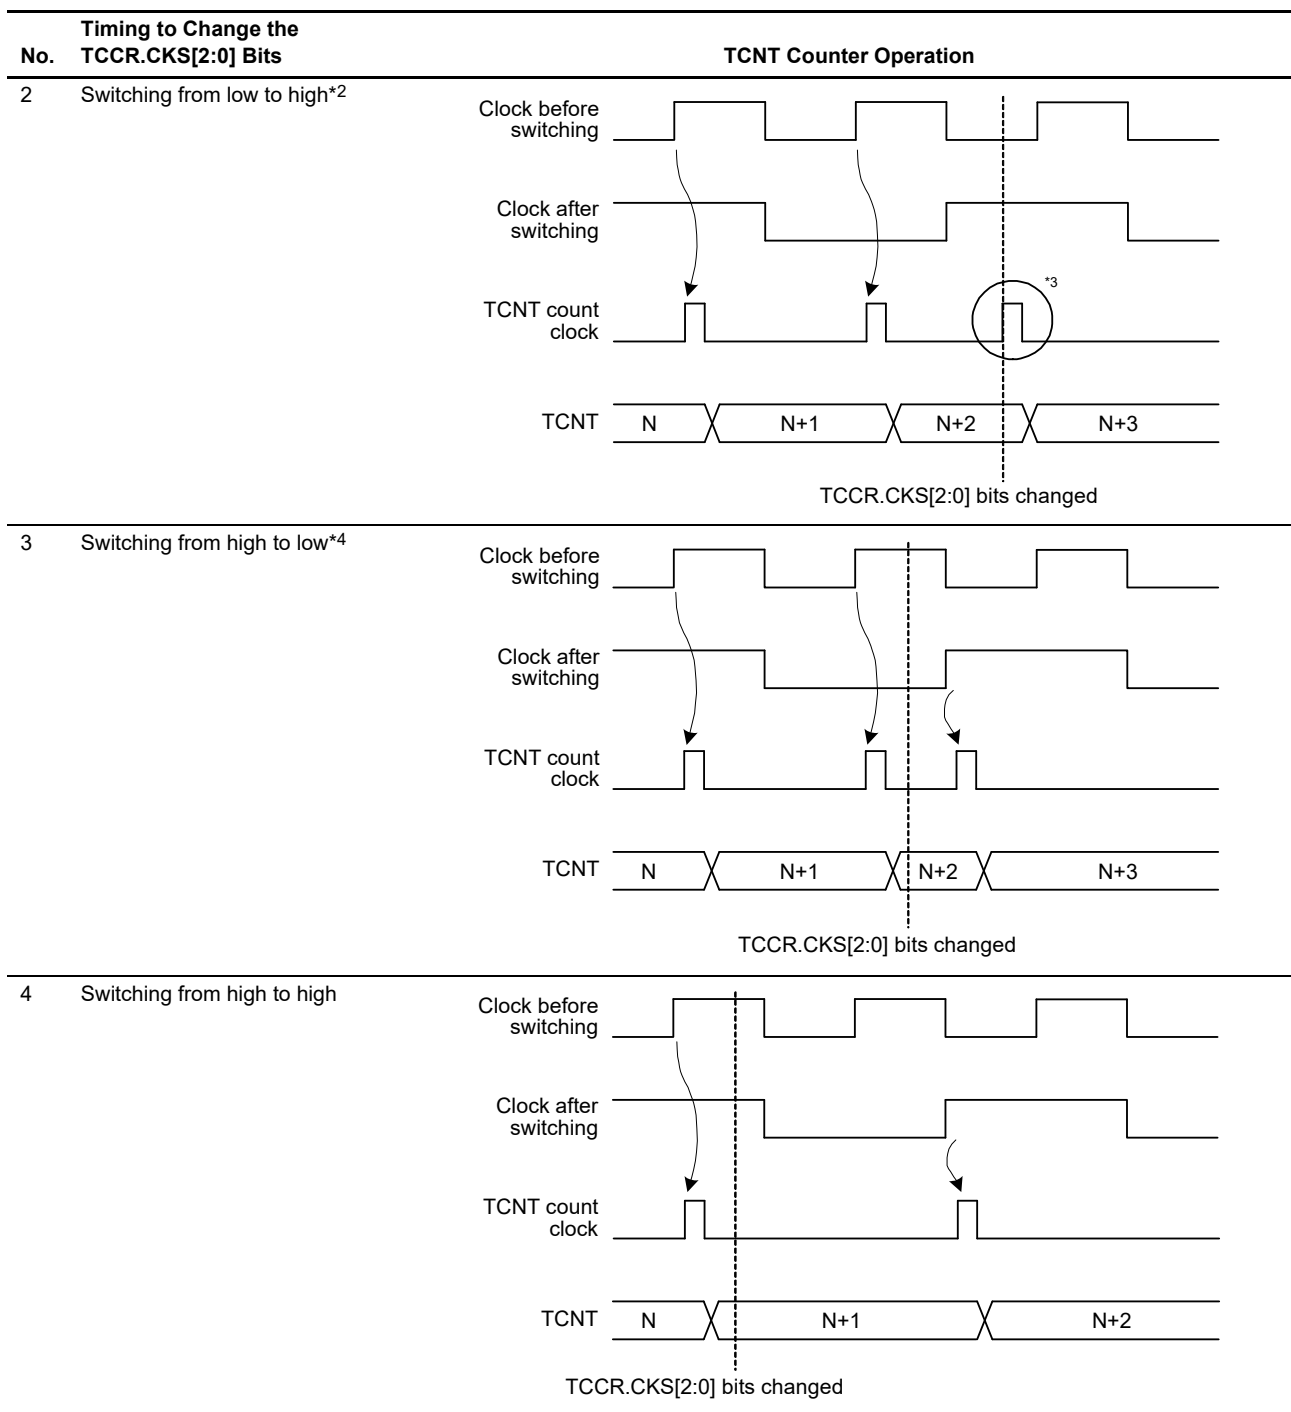 No.
Timing to Change the
TCCR.CKS[2:0] Bits
TCNT Counter Operation
2
Switching from low to high*2
Clock before
switching
Clock after
switching
*3
TCNT count
clock
TCNT
N
N+1
N+2
N+3
TCCR.CKS[2:0] bits changed
3
Switching from high to low*4
Clock before
switching
Clock after
switching
TCNT count
clock
TCNT
N
N+1
N+2
N+3
TCCR.CKS[2:0] bits changed
4
Switching from high to high
Clock before
switching
Clock after
switching
TCNT count
clock
TCNT
N
N+1
N+2
TCCR.CKS[2:0] bits changed